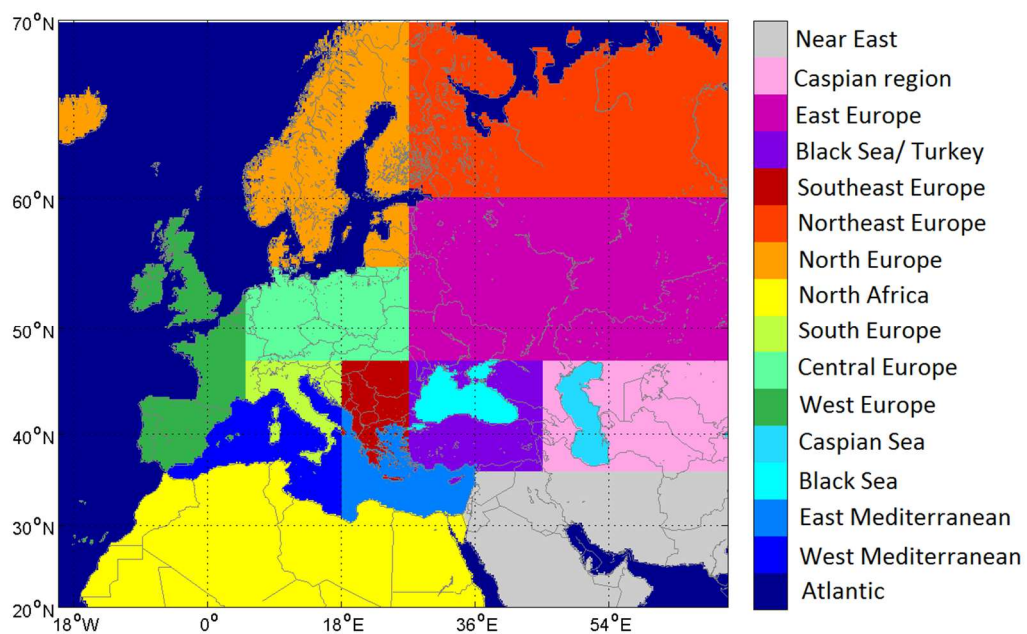 70°N
60°N
50°N
40°N
30°N
20°N
18°W
0°
18°E
36°E
54°E
Near East
Caspian region
East Europe
Black Sea/ Turkey
Southeast Europe
Northeast Europe
North Europe
North Africa
South Europe
Central Europe
West Europe
Caspian Sea
Black Sea
East Mediterranean
West Mediterranean
Atlantic